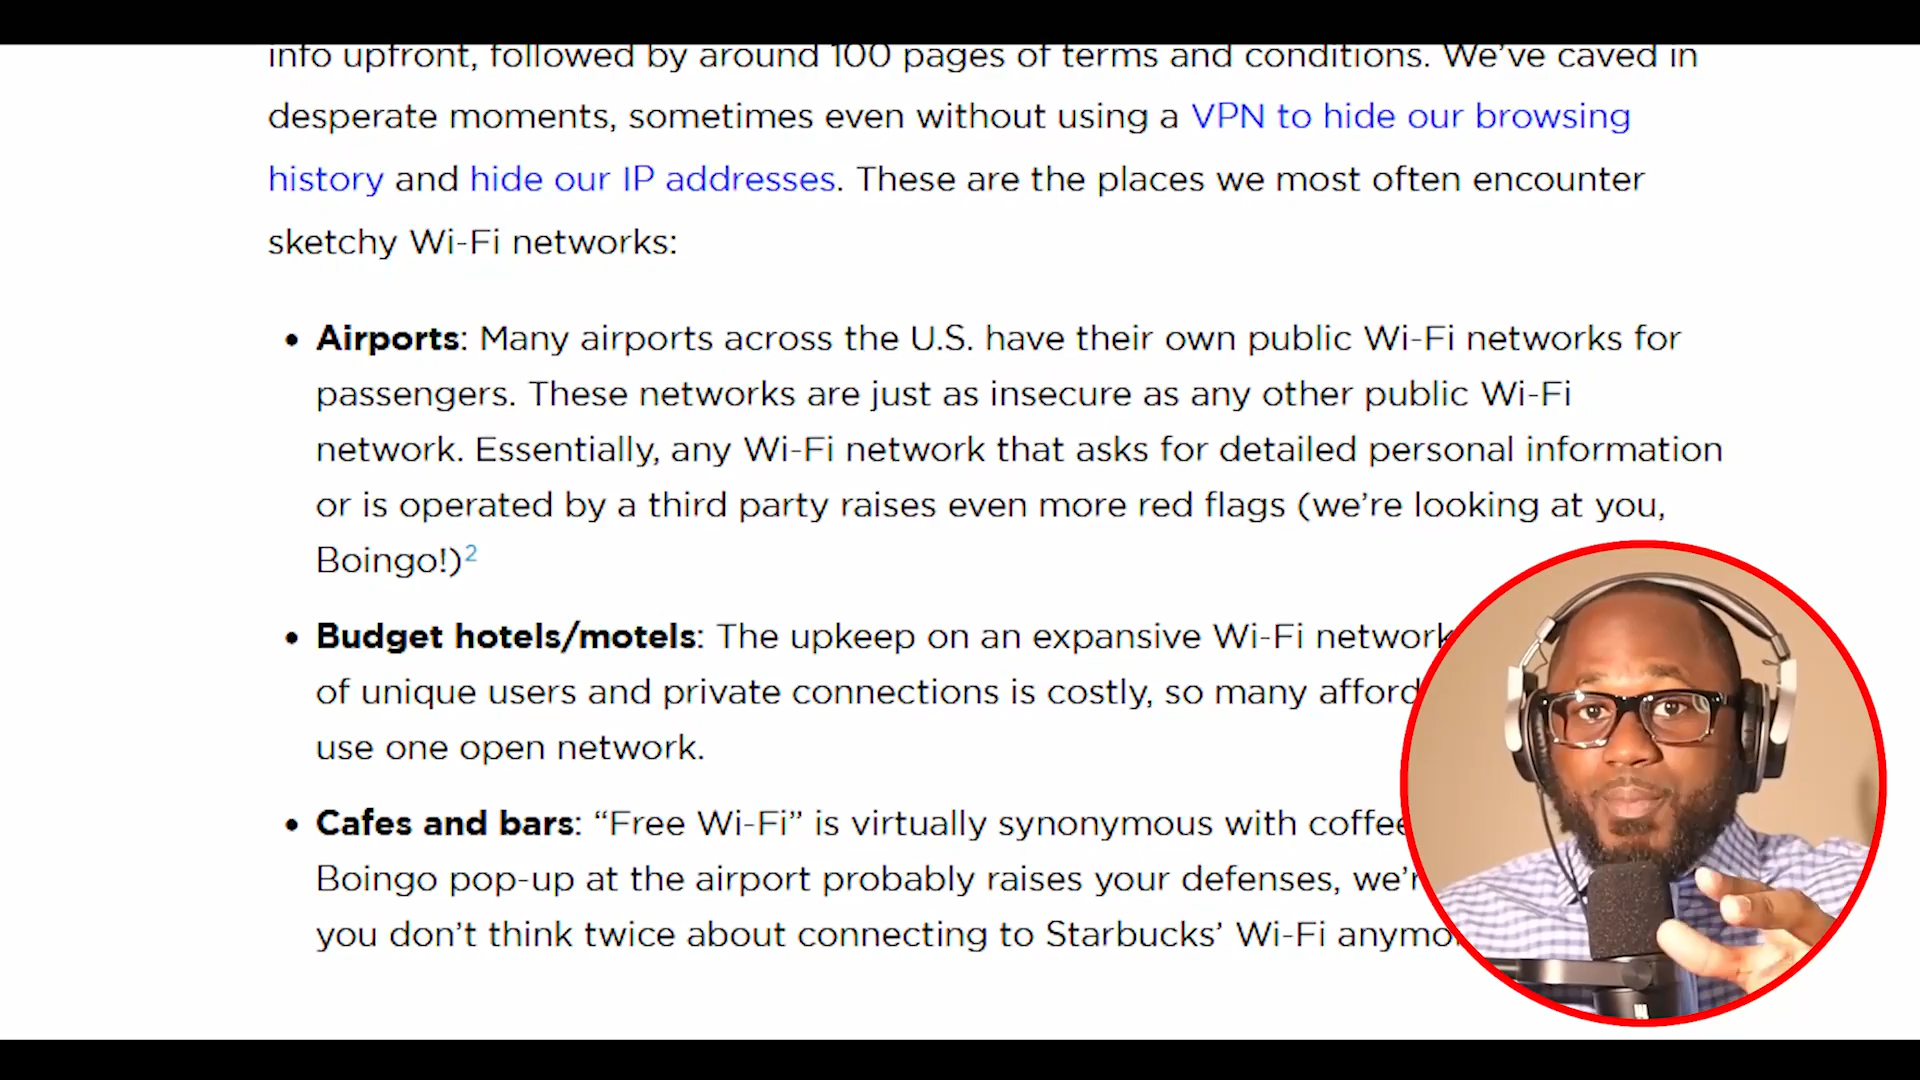 info upfront, followed by around 100 pages of terms and conditions. We've caved in
desperate moments, sometimes even without using a VPN to hide our browsing
history and hide our IP addresses. These are the places we most often encounter
sketchy Wi-Fi networks:
• Airports: Many airports across the U.S. have their own public Wi-Fi networks for
passengers. These networks are just as insecure as any other public Wi-Fi
network. Essentially, any Wi-Fi network that asks for detailed personal information
or is operated by a third party raises even more red flags (we're looking at you,
Boingo!)2
• Budget hotels/motels: The upkeep on an expansive Wi-Fi network
of unique users and private connections is costly, so many
use one open network.
• Cafes and bars: “Free Wi-Fi” is virtually synonymous with
Boingo pop-up at the airport probably raises your defenses,
you don't think twice about connecting to Starbucks' Wi-Fi